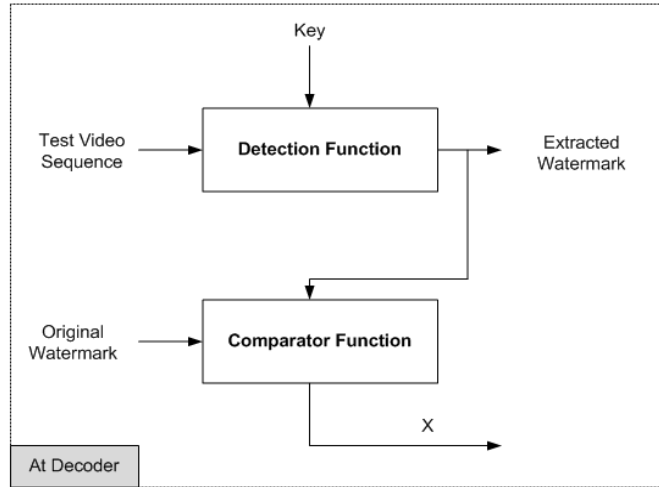 Key
Test Video
Sequence
Detection Function
Extracted
Watermark
Original
Watermark
Comparator Function
X
At Decoder